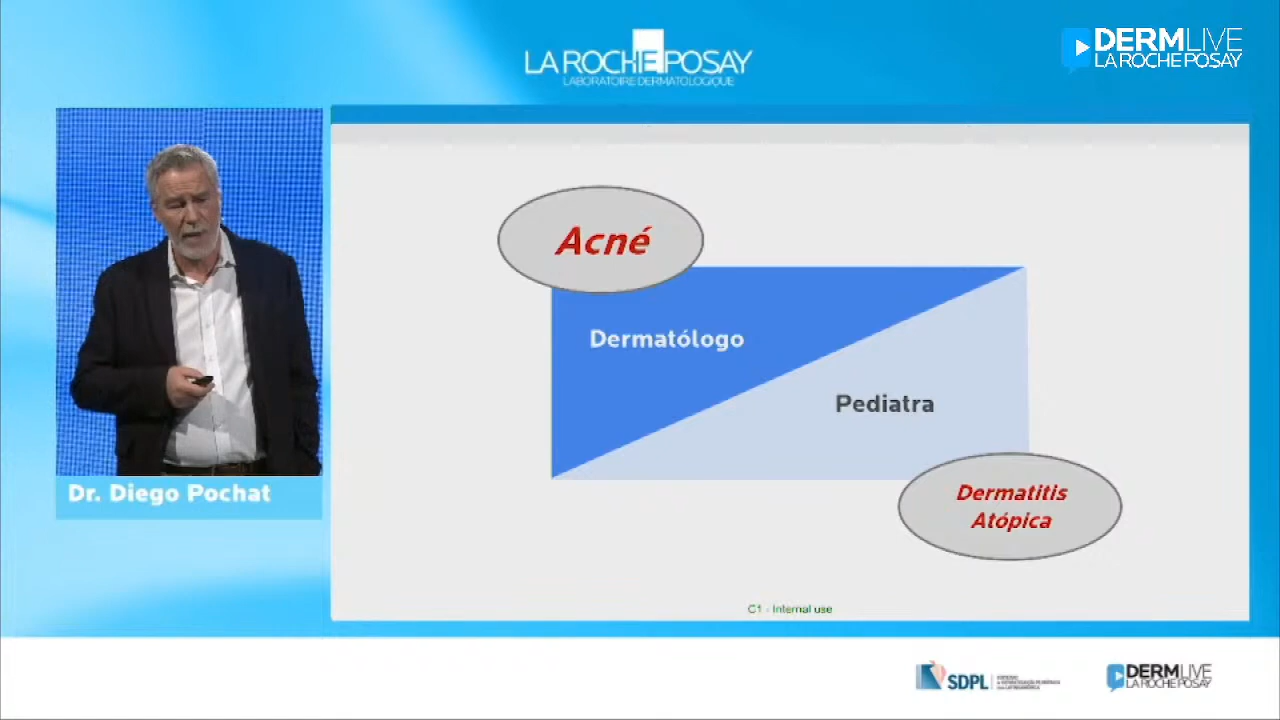 LA ROCHE POSAY
LABORATOIRE DERMATOLOGIQUE
DERMLIVE
LA ROCHE POSAY
Acné
Dermatólogo
Pediatra
Dermatitis
Atópica
Dr. Diego Pochat
C1 - Internal use
SDPL
DERMLIVE
LA ROCHE POSAY